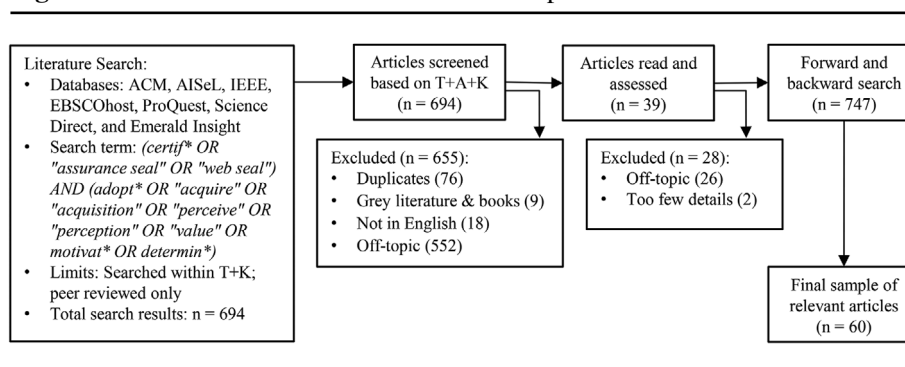 Literature Search:
• Databases: ACM, AISeL, IEEE,
EBSCOhost, ProQuest, Science
Direct, and Emerald Insight
• Search term: (certif* OR
"assurance seal" OR "web seal")
AND (adopt* OR "acquire" OR
"acquisition" OR "perceive" OR
"perception" OR "value" OR
motivat* OR determin*)
• Limits: Searched within T+K;
peer reviewed only
• Total search results: n = 694
Articles screened
based on T+A+K
(n = 694)
Excluded (n = 655):
• Duplicates (76)
• Grey literature & books (9)
• Not in English (18)
• Off-topic (552)
Articles read and
assessed
(n = 39)
Excluded (n = 28):
• Off-topic (26)
• Too few details (2)
Forward and
backward search
(n = 747)
Final sample of
relevant articles
(n = 60)